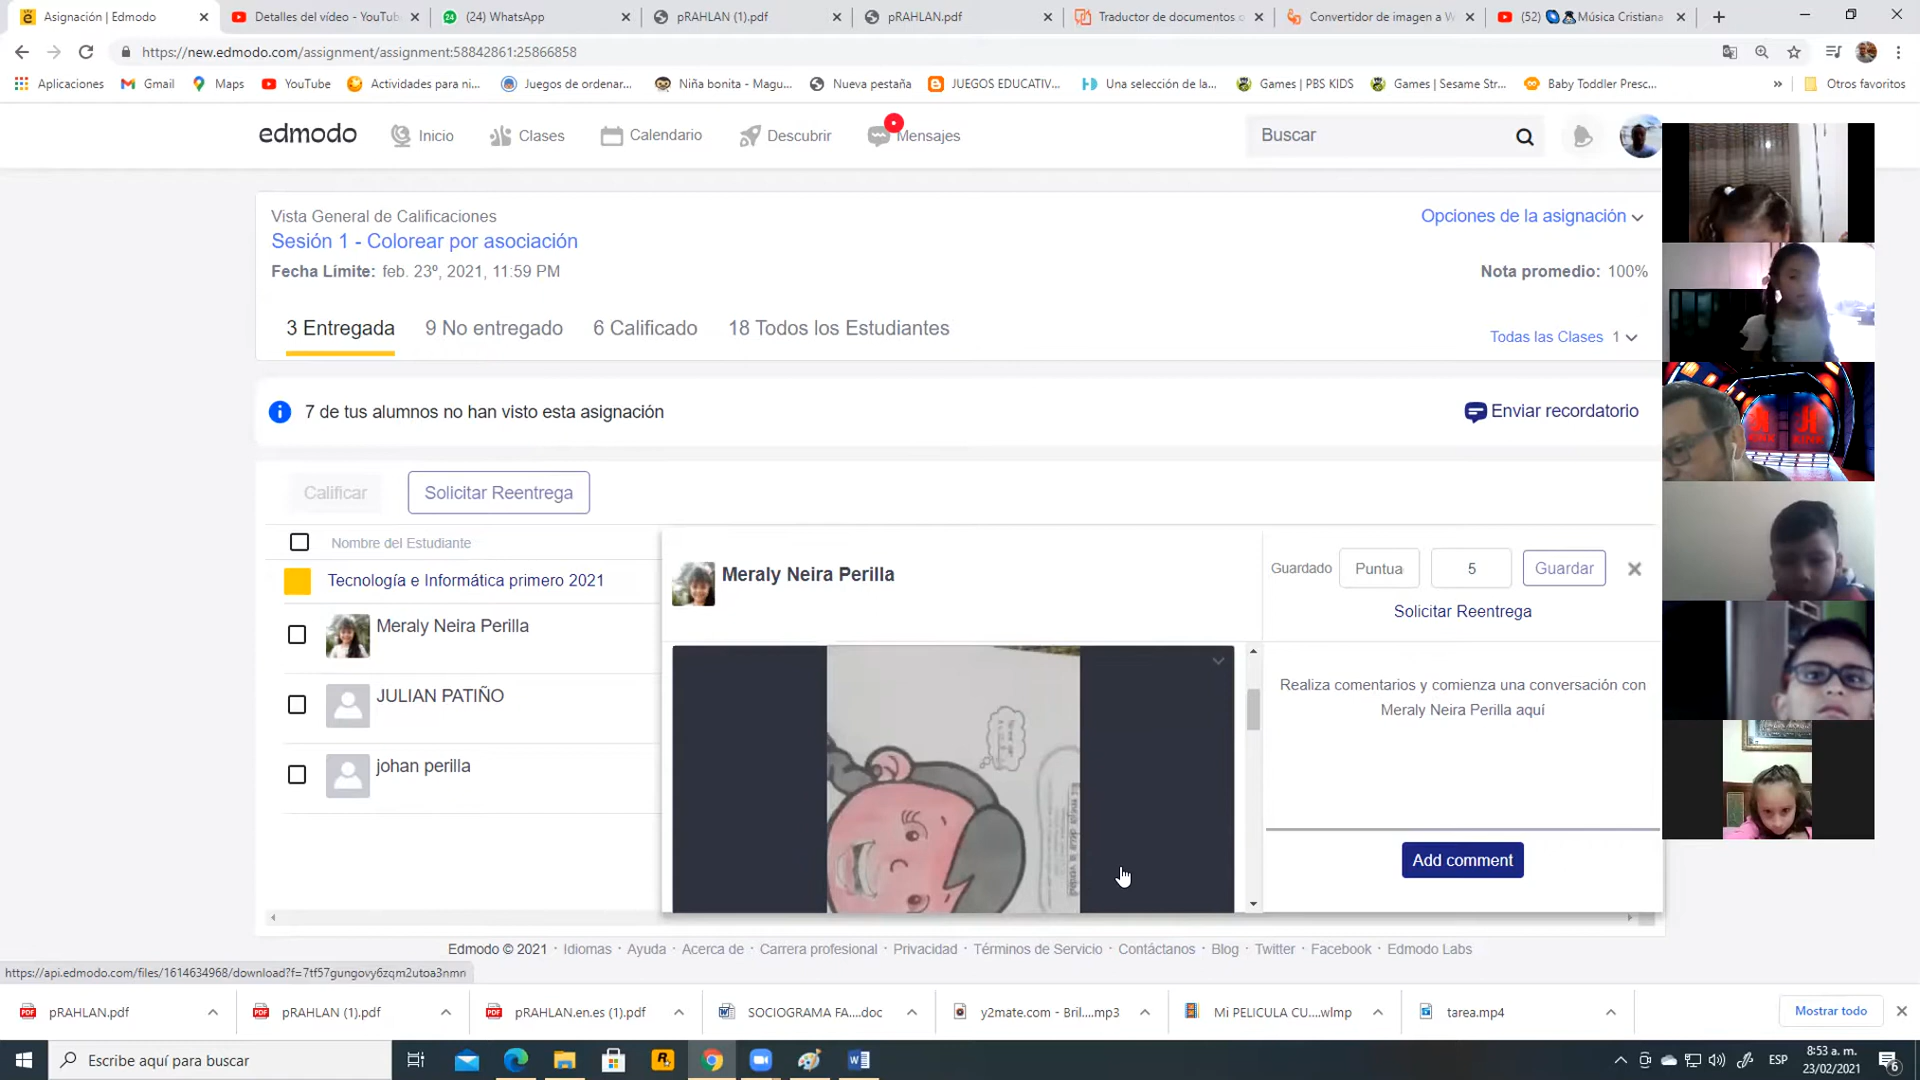 Asignación | Edmodo
Detalles del vídeo - YouTub
(24) WhatsApp
pRAHLAN (1).pdf
pRAHLAN.pdf
Traductor de documentos o
Convertidor de imagen a W
(52) Música Cristiana
https://new.edmodo.com/assignment/assignment:58842861:25866858
Aplicaciones
Gmail
Maps
YouTube
Actividades para ni...
Juegos de ordenar...
Niña bonita - Magu...
Nueva pestaña
JUEGOS EDUCATIV...
Una selección de la...
Games | PBS KIDS
Games | Sesame Str...
Baby Toddler Presc...
»
Otros favoritos
edmodo
Inicio
Clases
Calendario
Descubrir
Mensajes
Buscar
Vista General de Calificaciones
Opciones de la asignación
Sesión 1 - Colorear por asociación
Fecha Límite: feb. 23º, 2021, 11:59 PM
Nota promedio: 100%
3 Entregada
9 No entregado
6 Calificado
18 Todos los Estudiantes
Todas las Clases 1
7 de tus alumnos no han visto esta asignación
Enviar recordatorio
Calificar
Solicitar Reentrega
Nombre del Estudiante
Tecnología e Informática primero 2021
Meraly Neira Perilla
JULIAN PATIÑO
johan perilla
Meraly Neira Perilla
Guardado
Puntua
5
Guardar
Solicitar Reentrega
Realiza comentarios y comienza una conversación con
Meraly Neira Perilla aquí
Add comment
Edmodo © 2021 · Idiomas · Ayuda · Acerca de · Carrera profesional · Privacidad · Términos de Servicio · Contáctanos · Blog · Twitter · Facebook · Edmodo Labs
https://api.edmodo.com/files/1614634968/download?f=7tf57gungovy6zqm2utoa3nmn
pRAHLAN.pdf
pRAHLAN (1).pdf
pRAHLAN.en.es (1).pdf
SOCIOGRAMA FA....doc
y2mate.com - Bril....mp3
Mi PELICULA CU....wlmp
tarea.mp4
Mostrar todo
Escribe aquí para buscar
ESP
8:53 a. m.
23/02/2021
6